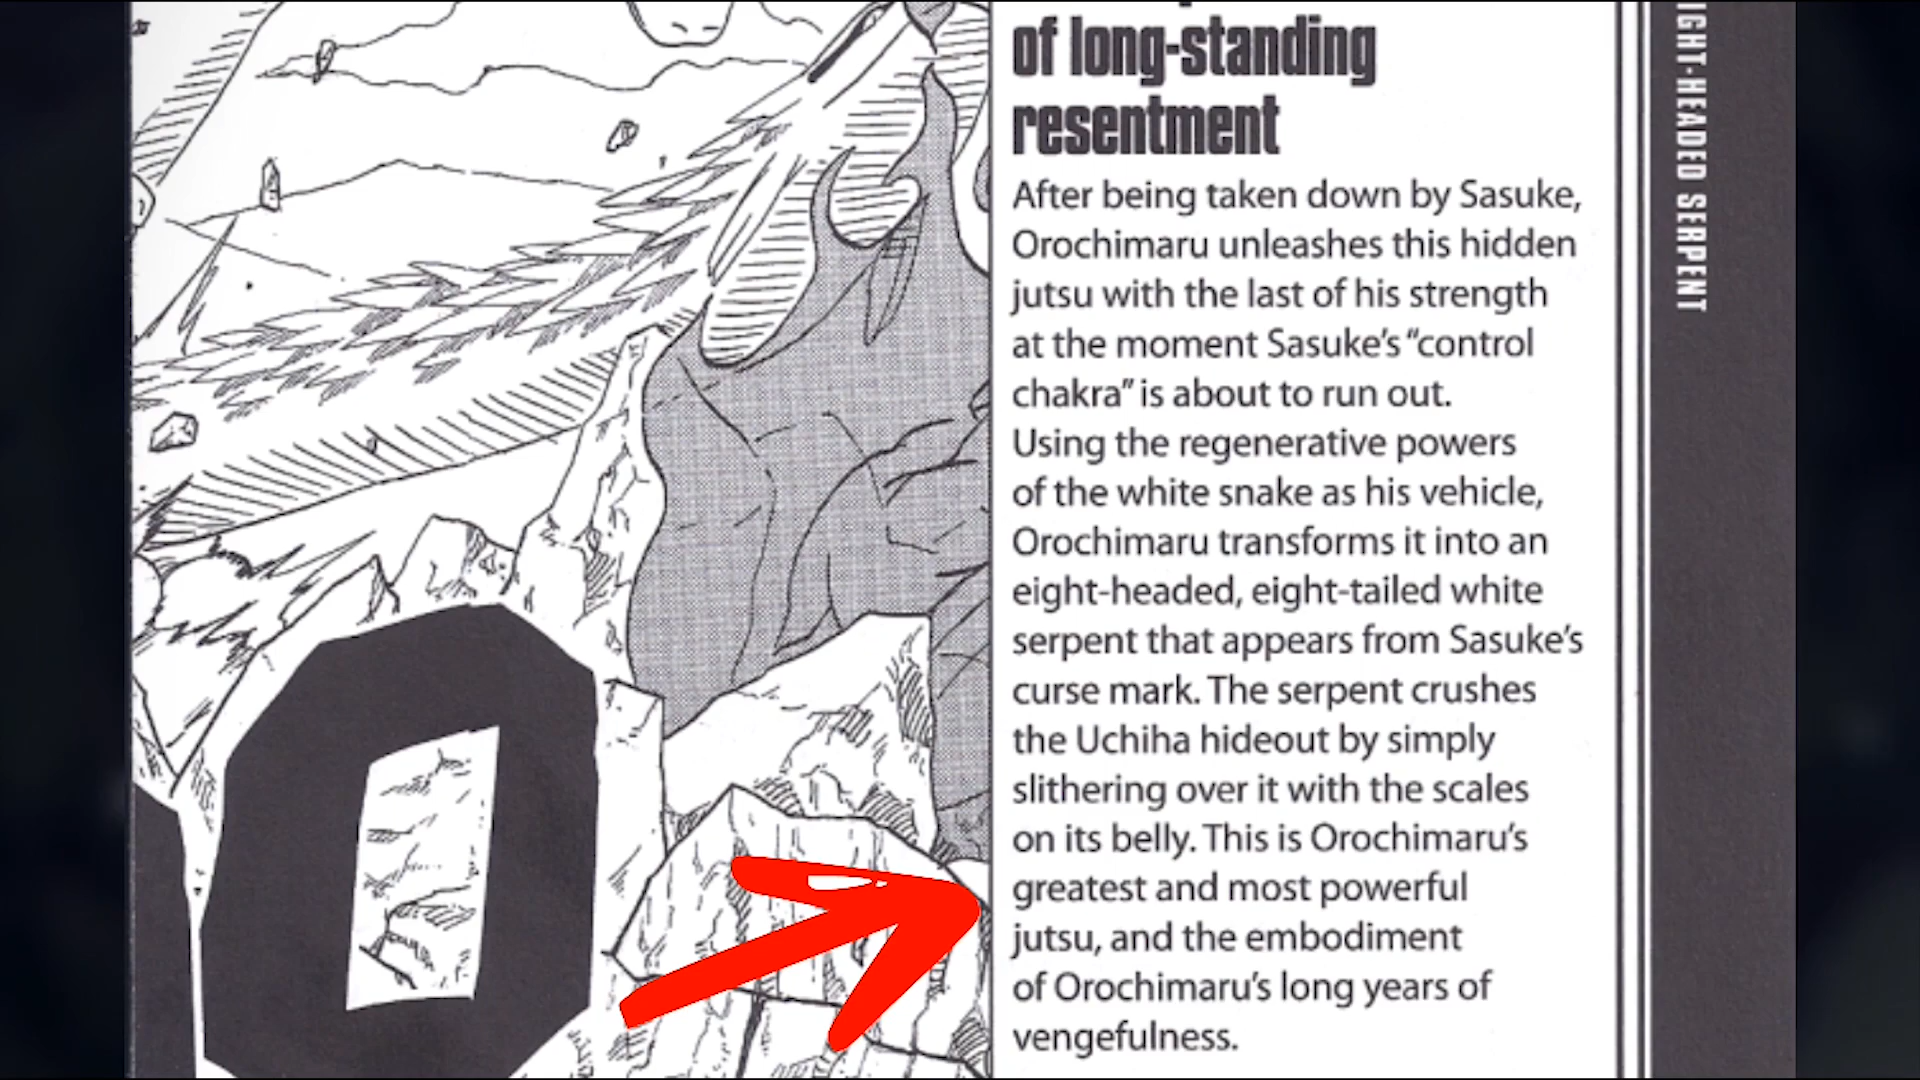 of long-standing
resentment
After being taken down by Sasuke,
Orochimaru unleashes this hidden
jutsu with the last of his strength
at the moment Sasuke's “control
chakra” is about to run out.
Using the regenerative powers
of the white snake as his vehicle,
Orochimaru transforms it into an
eight-headed, eight-tailed white
serpent that appears from Sasuke's
curse mark. The serpent crushes
the Uchiha hideout by simply
slithering over it with the scales
on its belly. This is Orochimaru's
greatest and most powerful
jutsu, and the embodiment
of Orochimaru's long years of
vengefulness.
IGHT-HEADED SERPENT